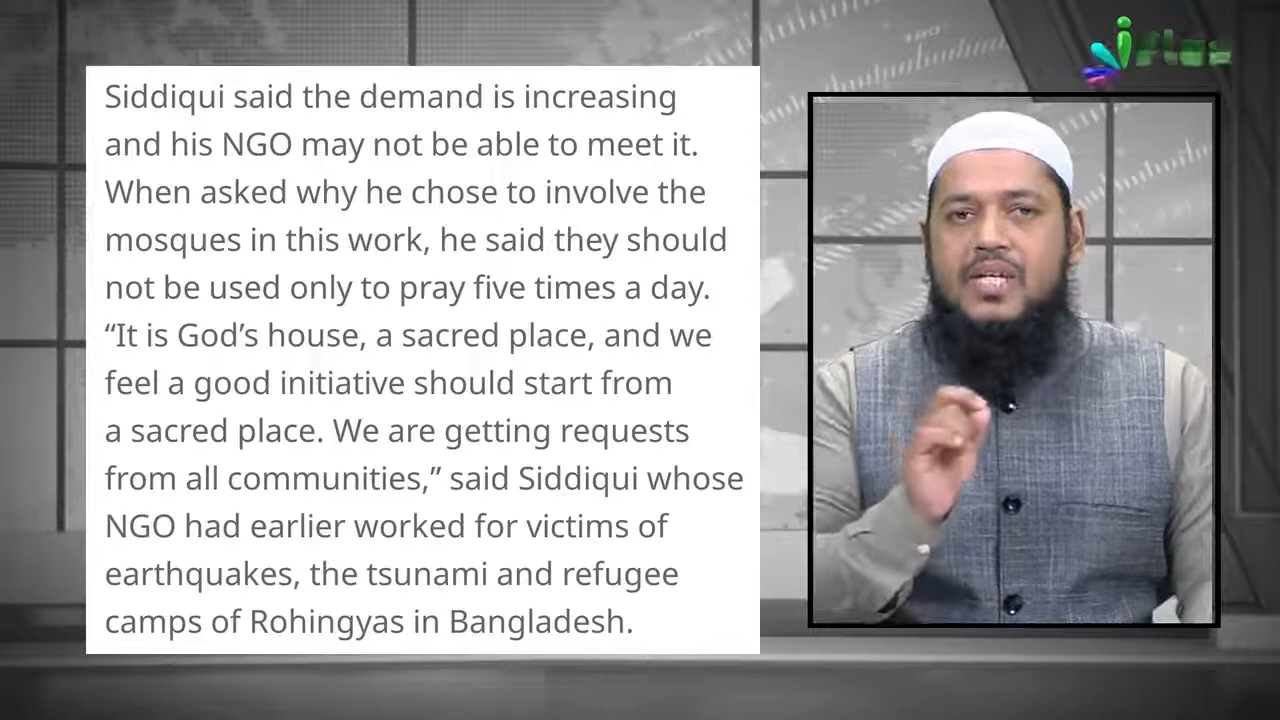 iPlus
Siddiqui said the demand is increasing
and his NGO may not be able to meet it.
When asked why he chose to involve the
mosques in this work, he said they should
not be used only to pray five times a day.
“It is God’s house, a sacred place, and we
feel a good initiative should start from
a sacred place. We are getting requests
from all communities,” said Siddiqui whose
NGO had earlier worked for victims of
earthquakes, the tsunami and refugee
camps of Rohingyas in Bangladesh.